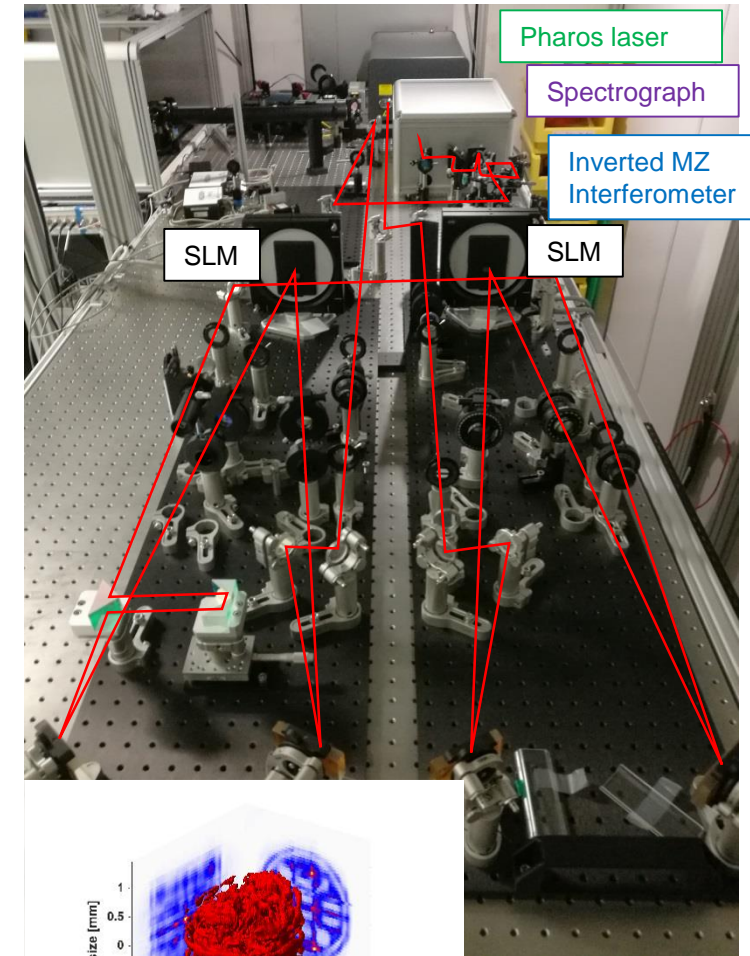 Pharos laser
Spectrograph
Inverted MZ
Interferometer
SLM
SLM
1
0.5
0
size [mm]